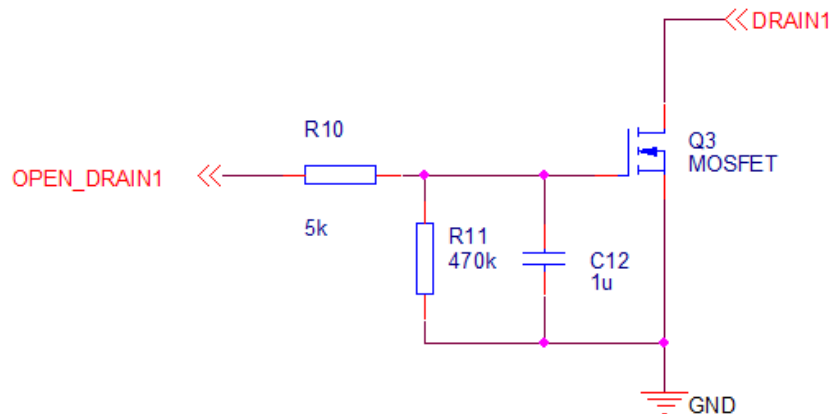 DRAIN1
R10
Q3
MOSFET
OPEN_DRAIN1
5k
R11
470k
C12
1u
GND